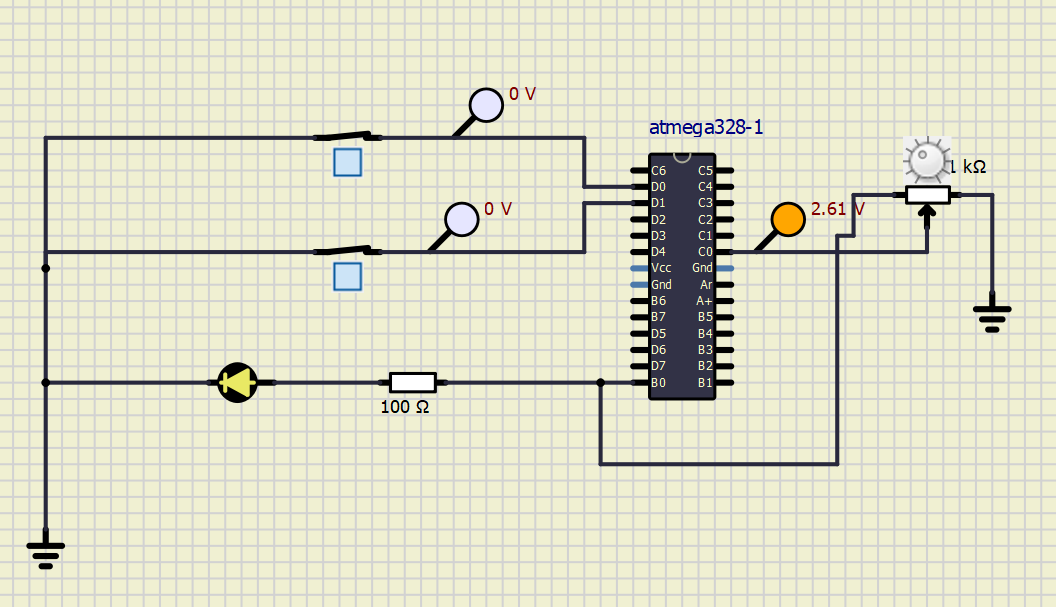 0 V
atmega328-1
1 kΩ
0 V
2.61 V
C6 C5
D0 C4
D1 C3
D2 C2
D3 C1
D4 C0
Vcc Gnd
Gnd Ar
B6 A+
B7 B5
D5 B4
D6 B3
D7 B2
B0 B1
100 Ω